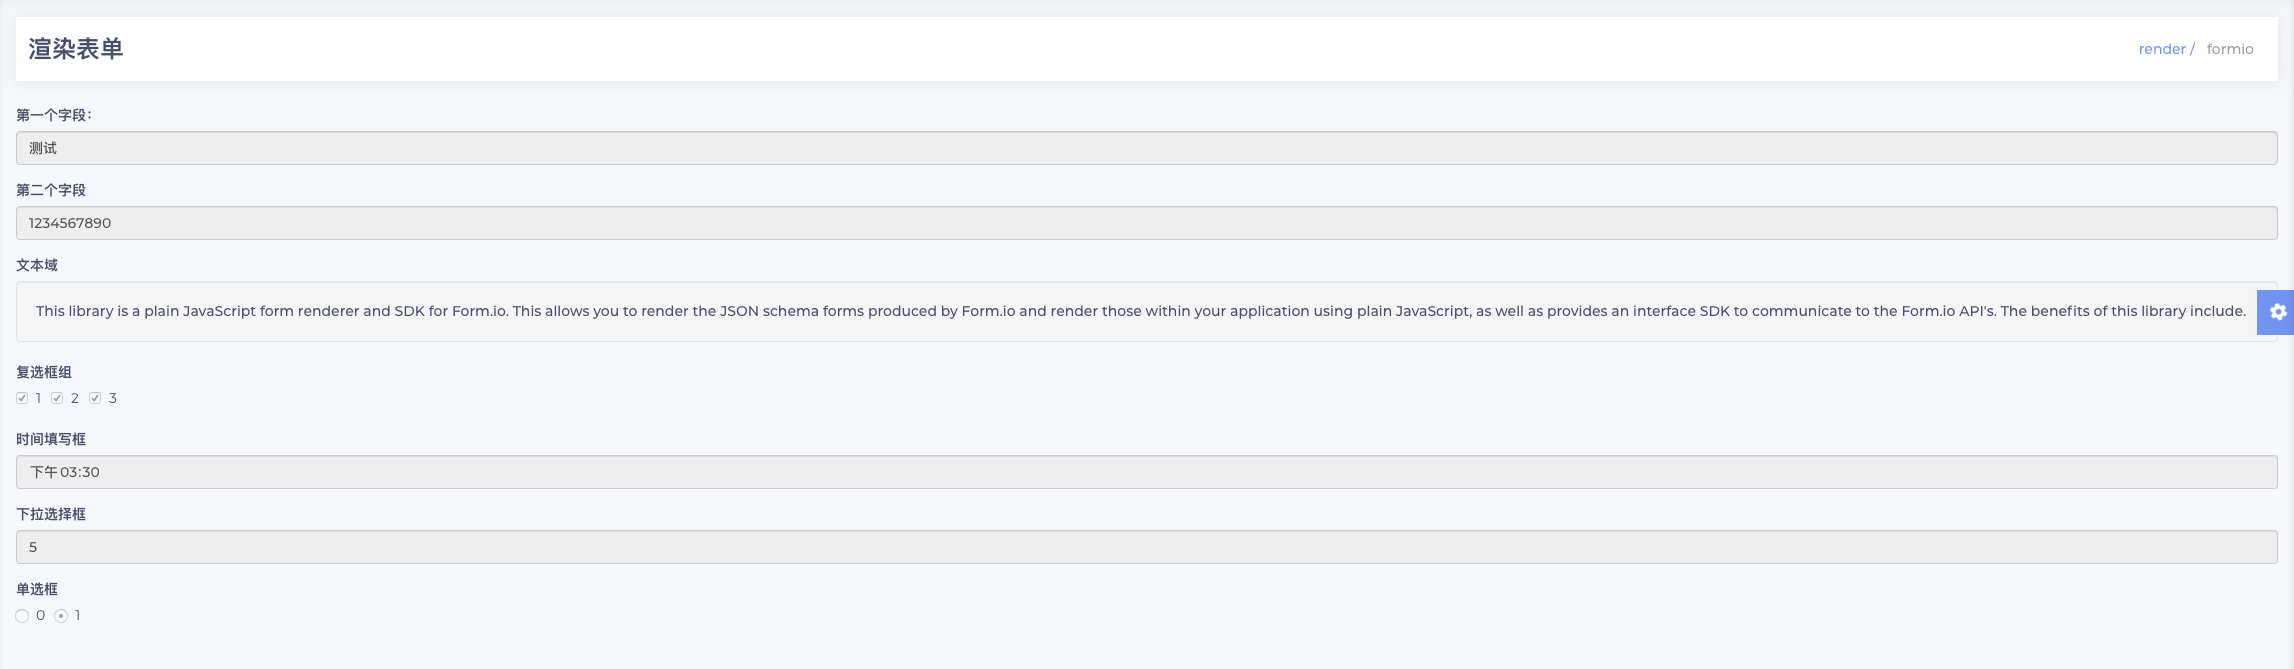 渲染表单
render / formio
第一个字段：
测试
第二个字段
1234567890
文本域
This library is a plain JavaScript form renderer and SDK for Form.io. This allows you to render the JSON schema forms produced by Form.io and render those within your application using plain JavaScript, as well as provides an interface SDK to communicate to the Form.io API's. The benefits of this library include.
复选框组
1 2 3
时间填写框
下午03:30
下拉选择框
5
单选框
0 1